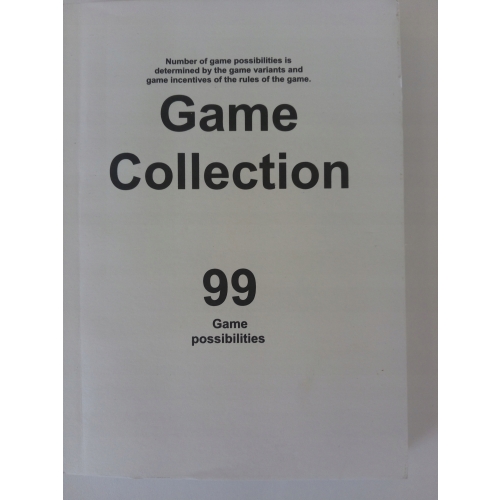 Number of game possibilities is
determined by the game variants and
game incentives of the rules of the game.
Game
Collection
99
Game
possibilities